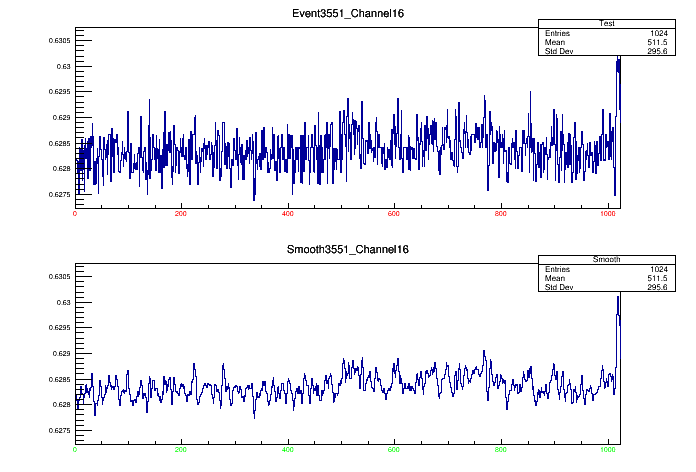 Event3551_Channel16
Test
Entries 1024
Mean 511.5
Std Dev 295.6
0.6305
0.63
0.6295
0.629
0.6285
0.628
0.6275
0 200 400 600 800 1000
Smooth3551_Channel16
Smooth
Entries 1024
Mean 511.5
Std Dev 295.6
0.6305
0.63
0.6295
0.629
0.6285
0.628
0.6275
0 200 400 600 800 1000